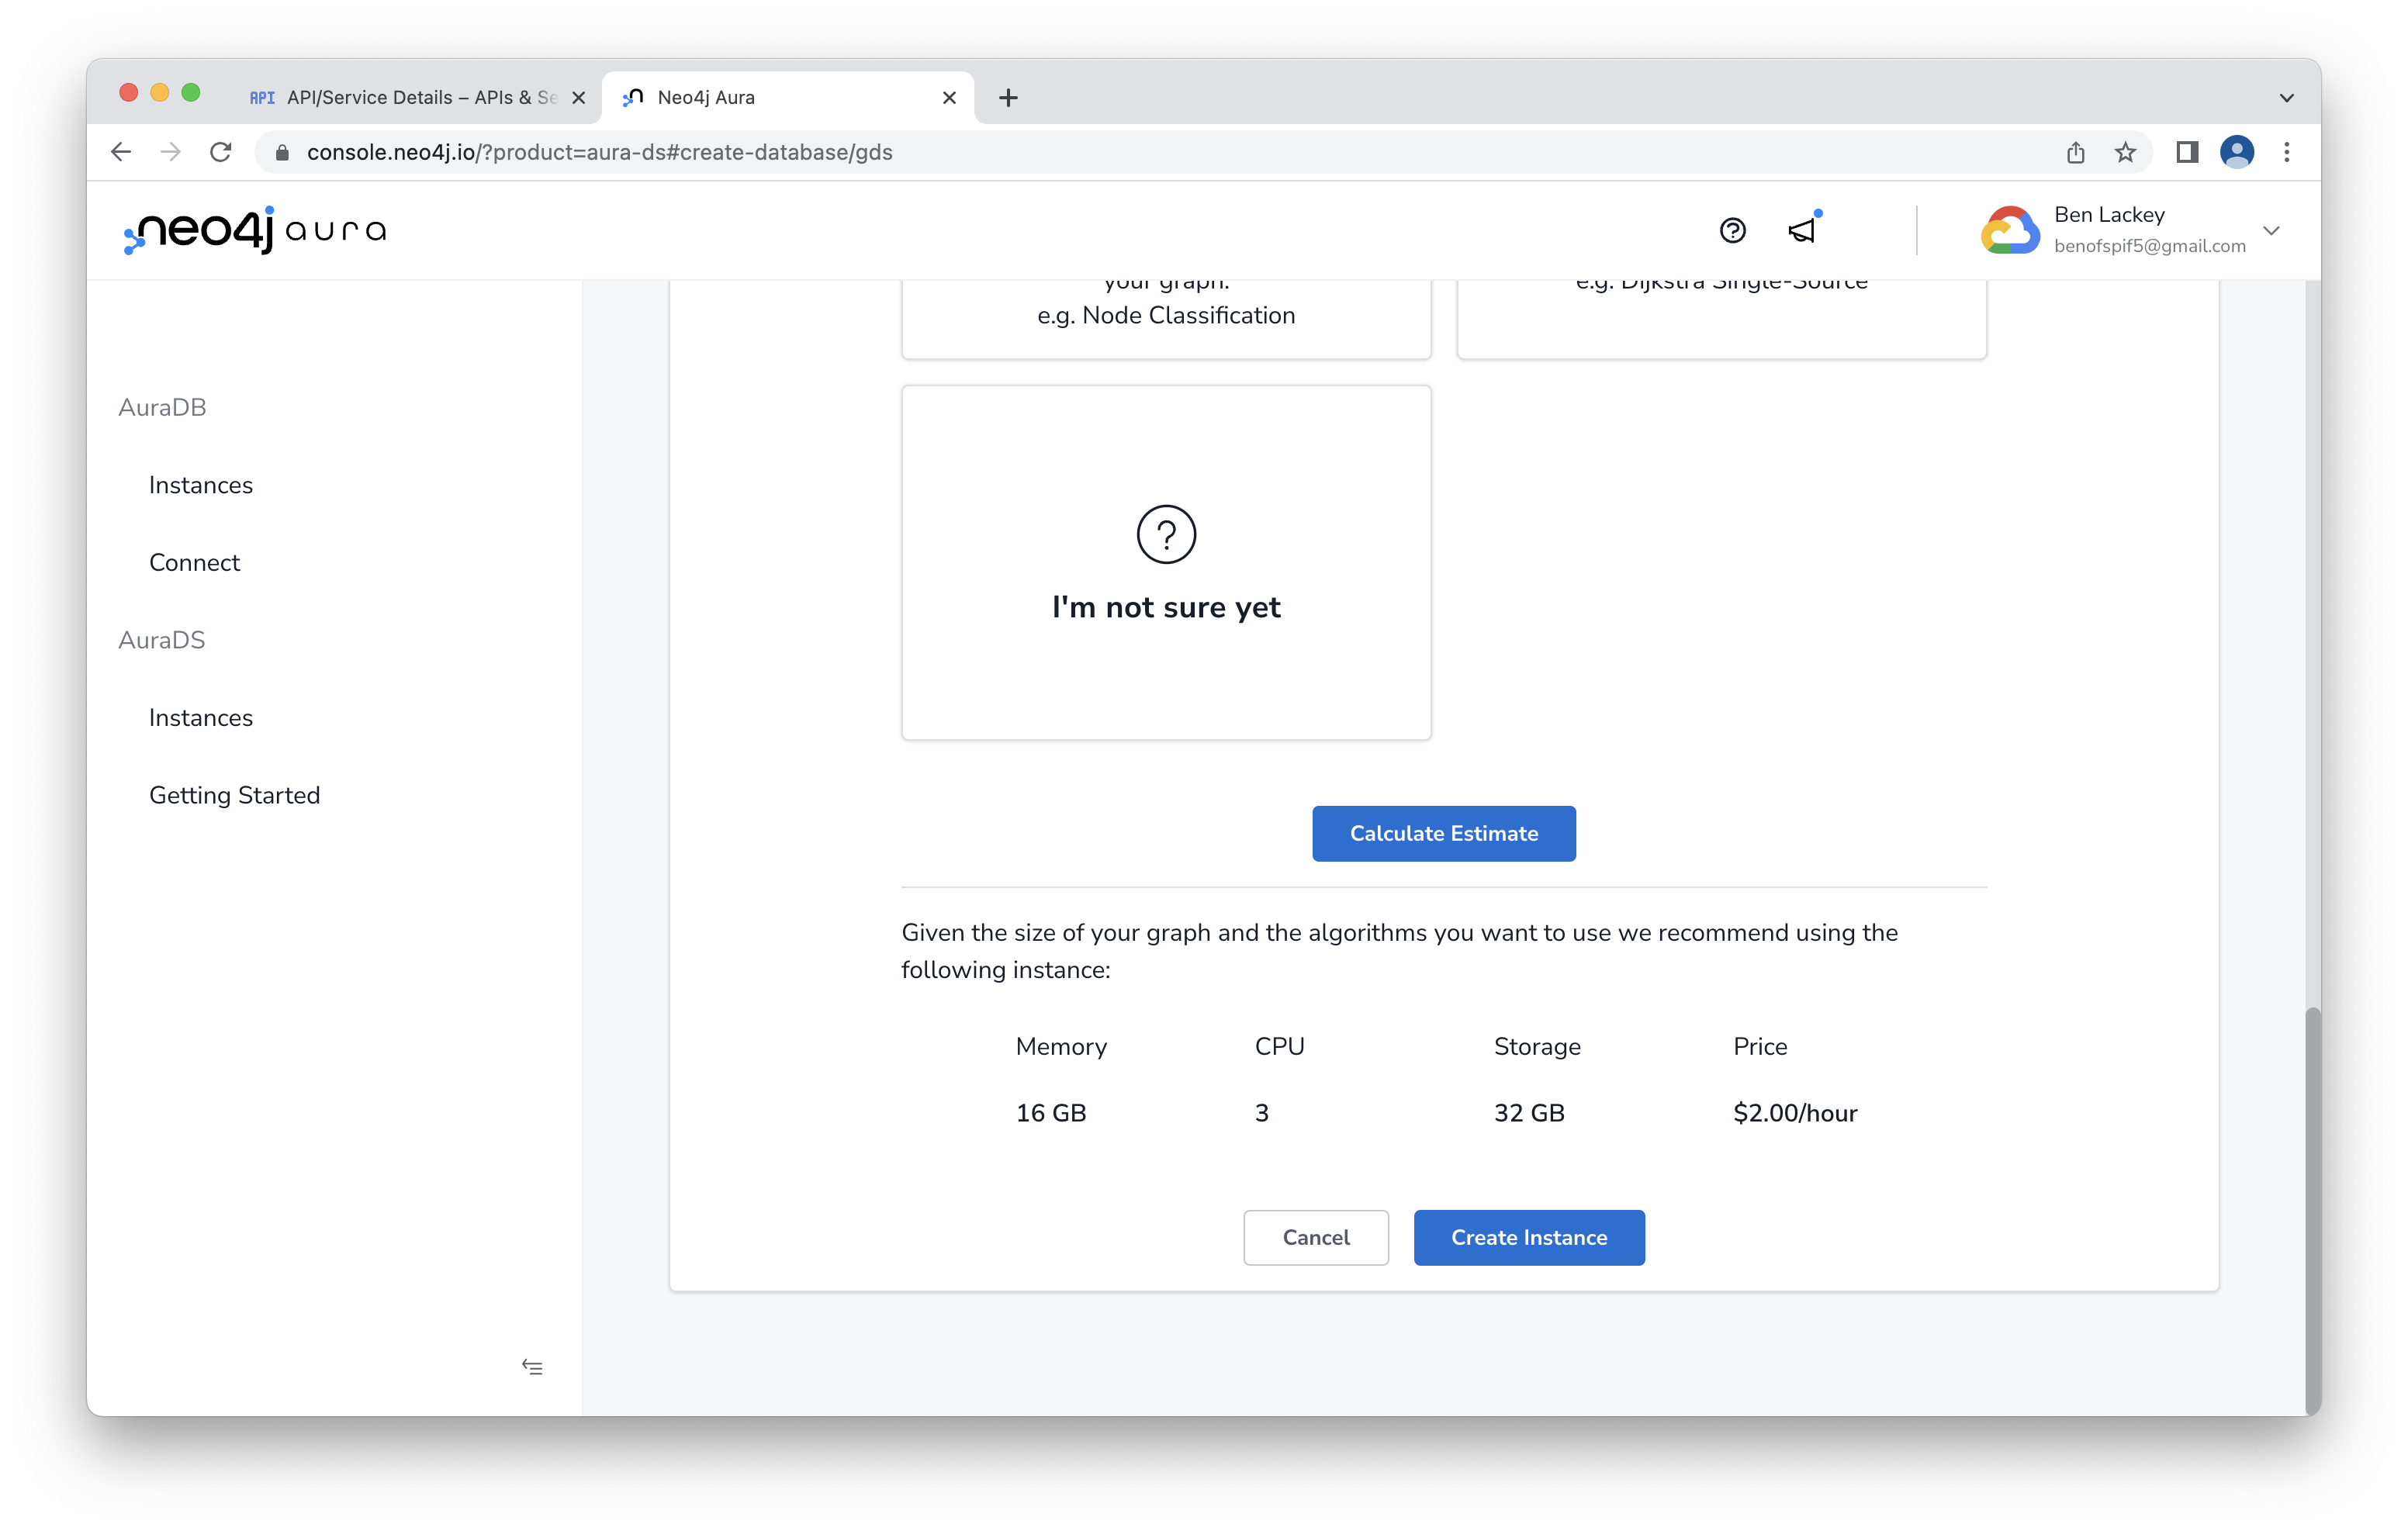 API API/Service Details – APIs & Se
Neo4j Aura
console.neo4j.io/?product=aura-ds#create-database/gds
neo4j aura
Ben Lackey
benofspif5@gmail.com
AuraDB
Instances
Connect
AuraDS
Instances
Getting Started
your graph.
e.g. Node Classification
e.g. Dijkstra Single-Source
?
I'm not sure yet
Calculate Estimate
Given the size of your graph and the algorithms you want to use we recommend using the
following instance:
Memory CPU Storage Price
16 GB 3 32 GB $2.00/hour
Cancel Create Instance